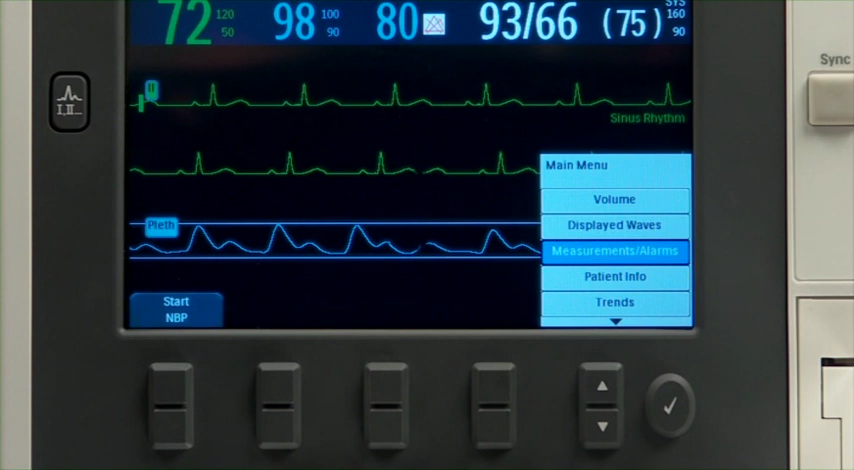 72 120 98 100 80 93/66 (75) SYS 160
50 90 90
II
I,II...
Sync
Sinus Rhythm
Main Menu
Volume
Pleth
Displayed Waves
Measurements/Alarms
Patient Info
Start
NBP
Trends